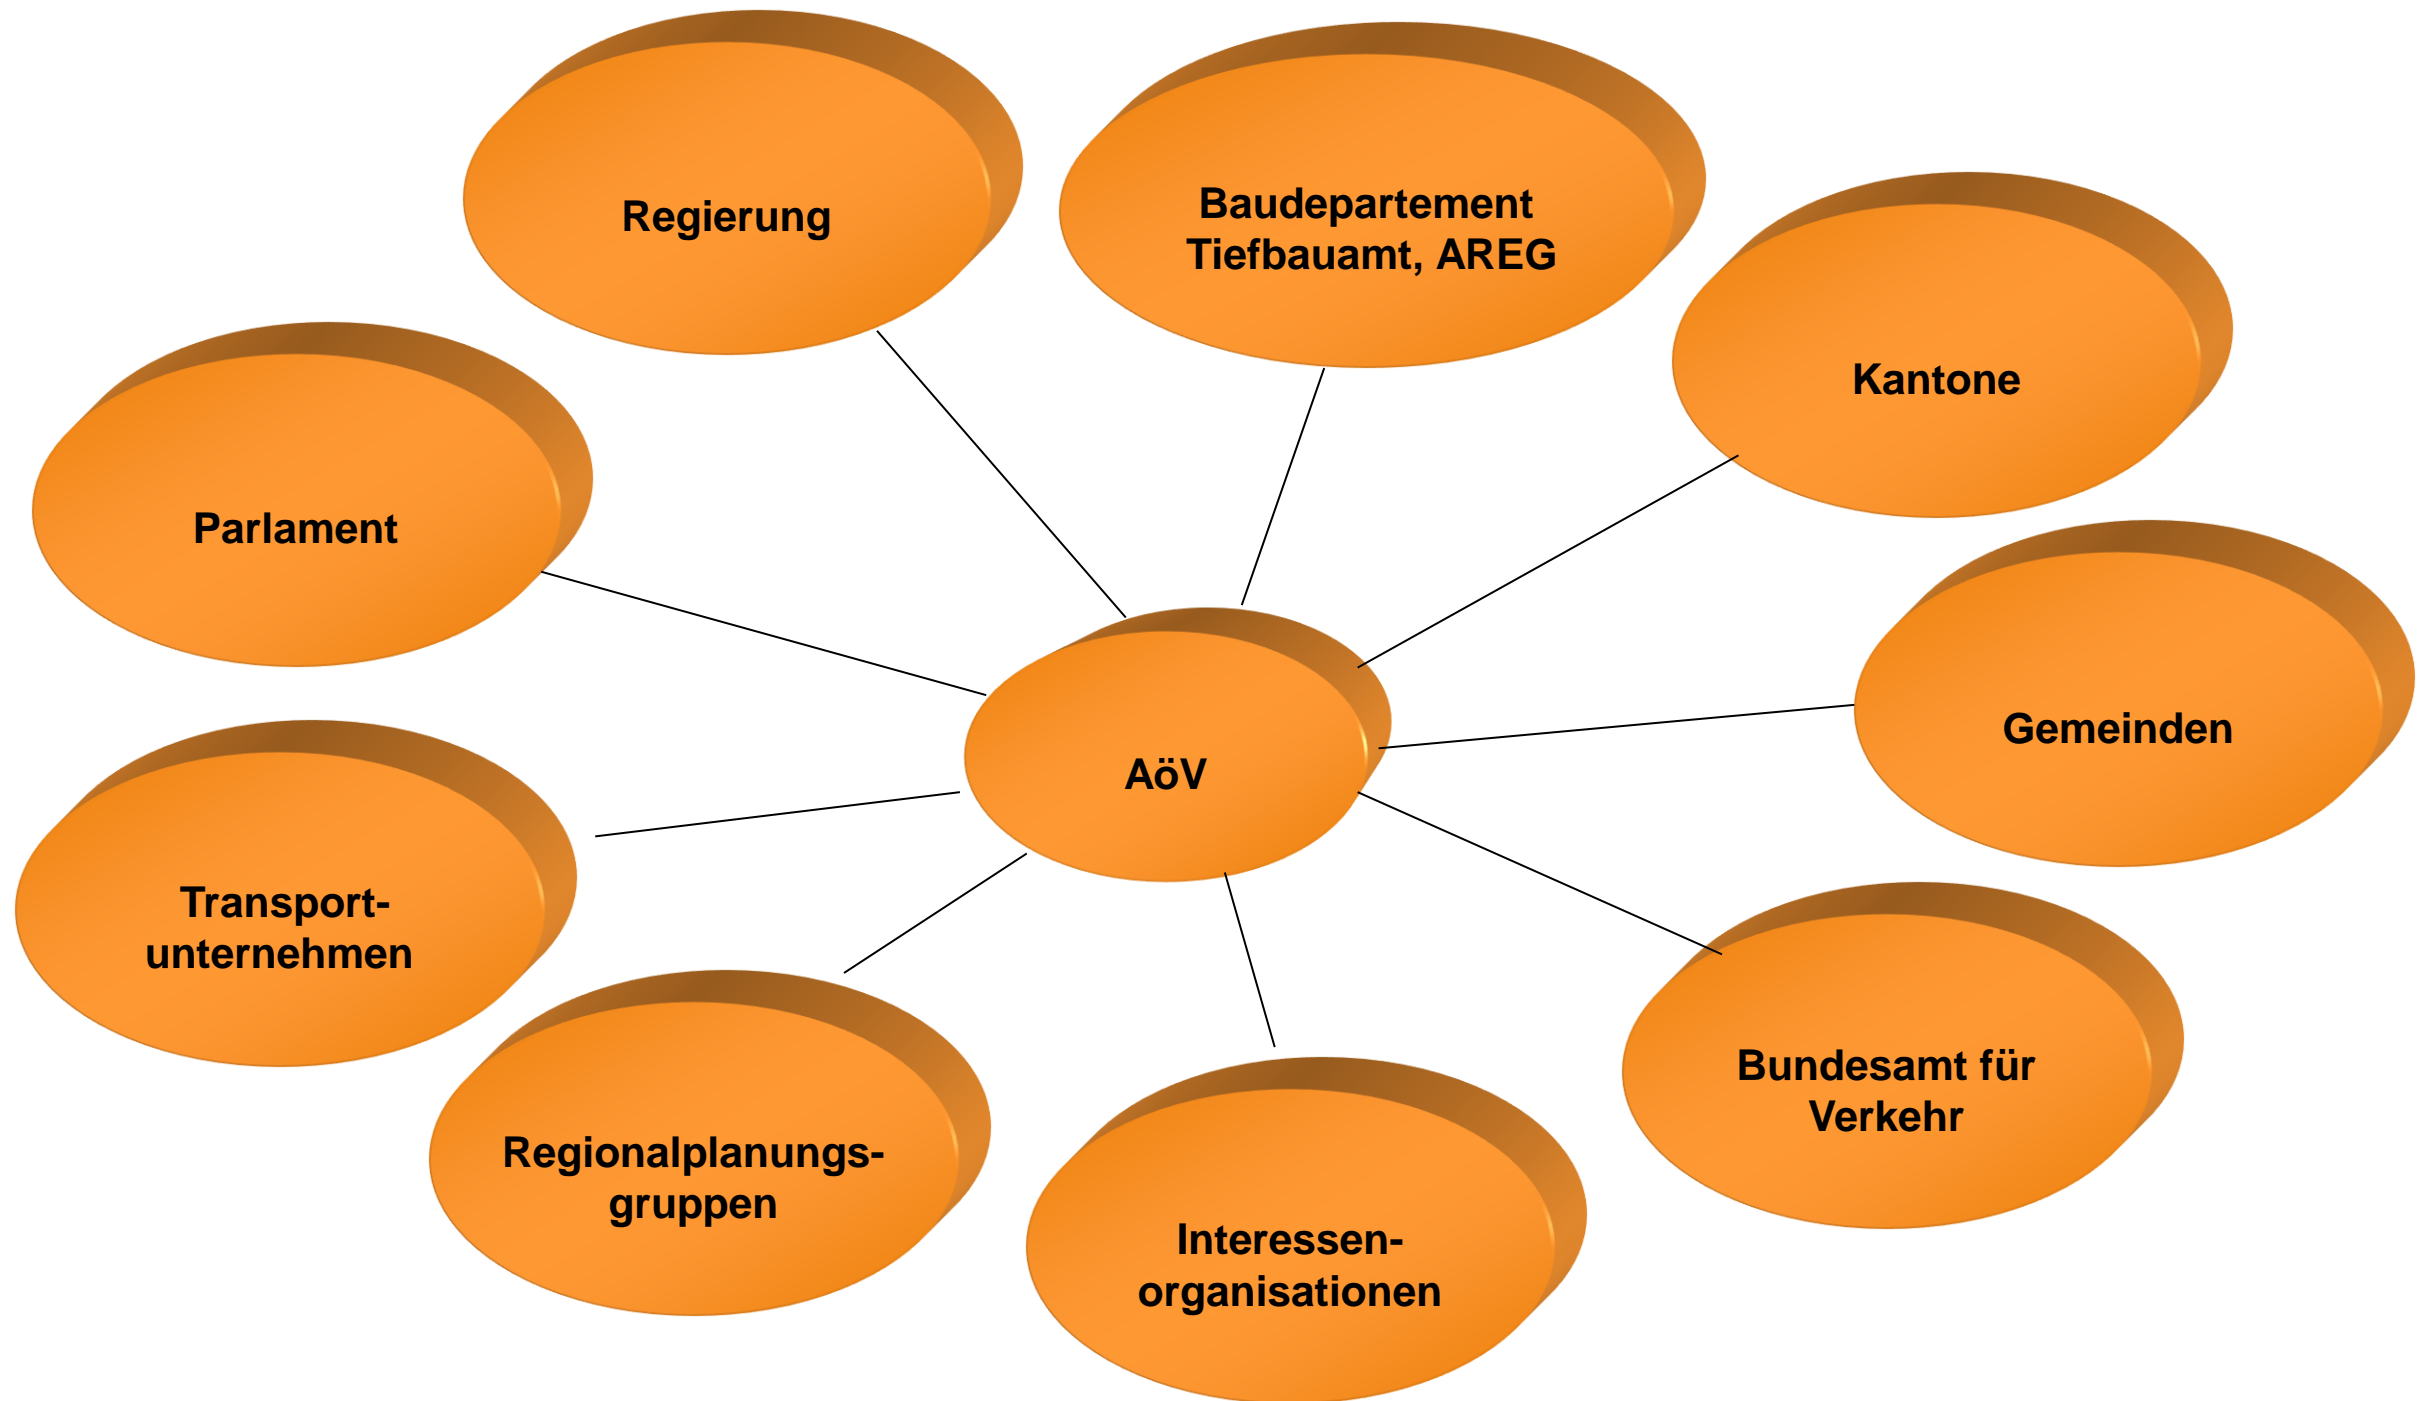 Regierung
Baudepartement
Tiefbauamt, AREG
Kantone
Parlament
Gemeinden
AöV
Transport-
unternehmen
Bundesamt für
Verkehr
Regionalplanungs-
gruppen
Interessen-
organisationen